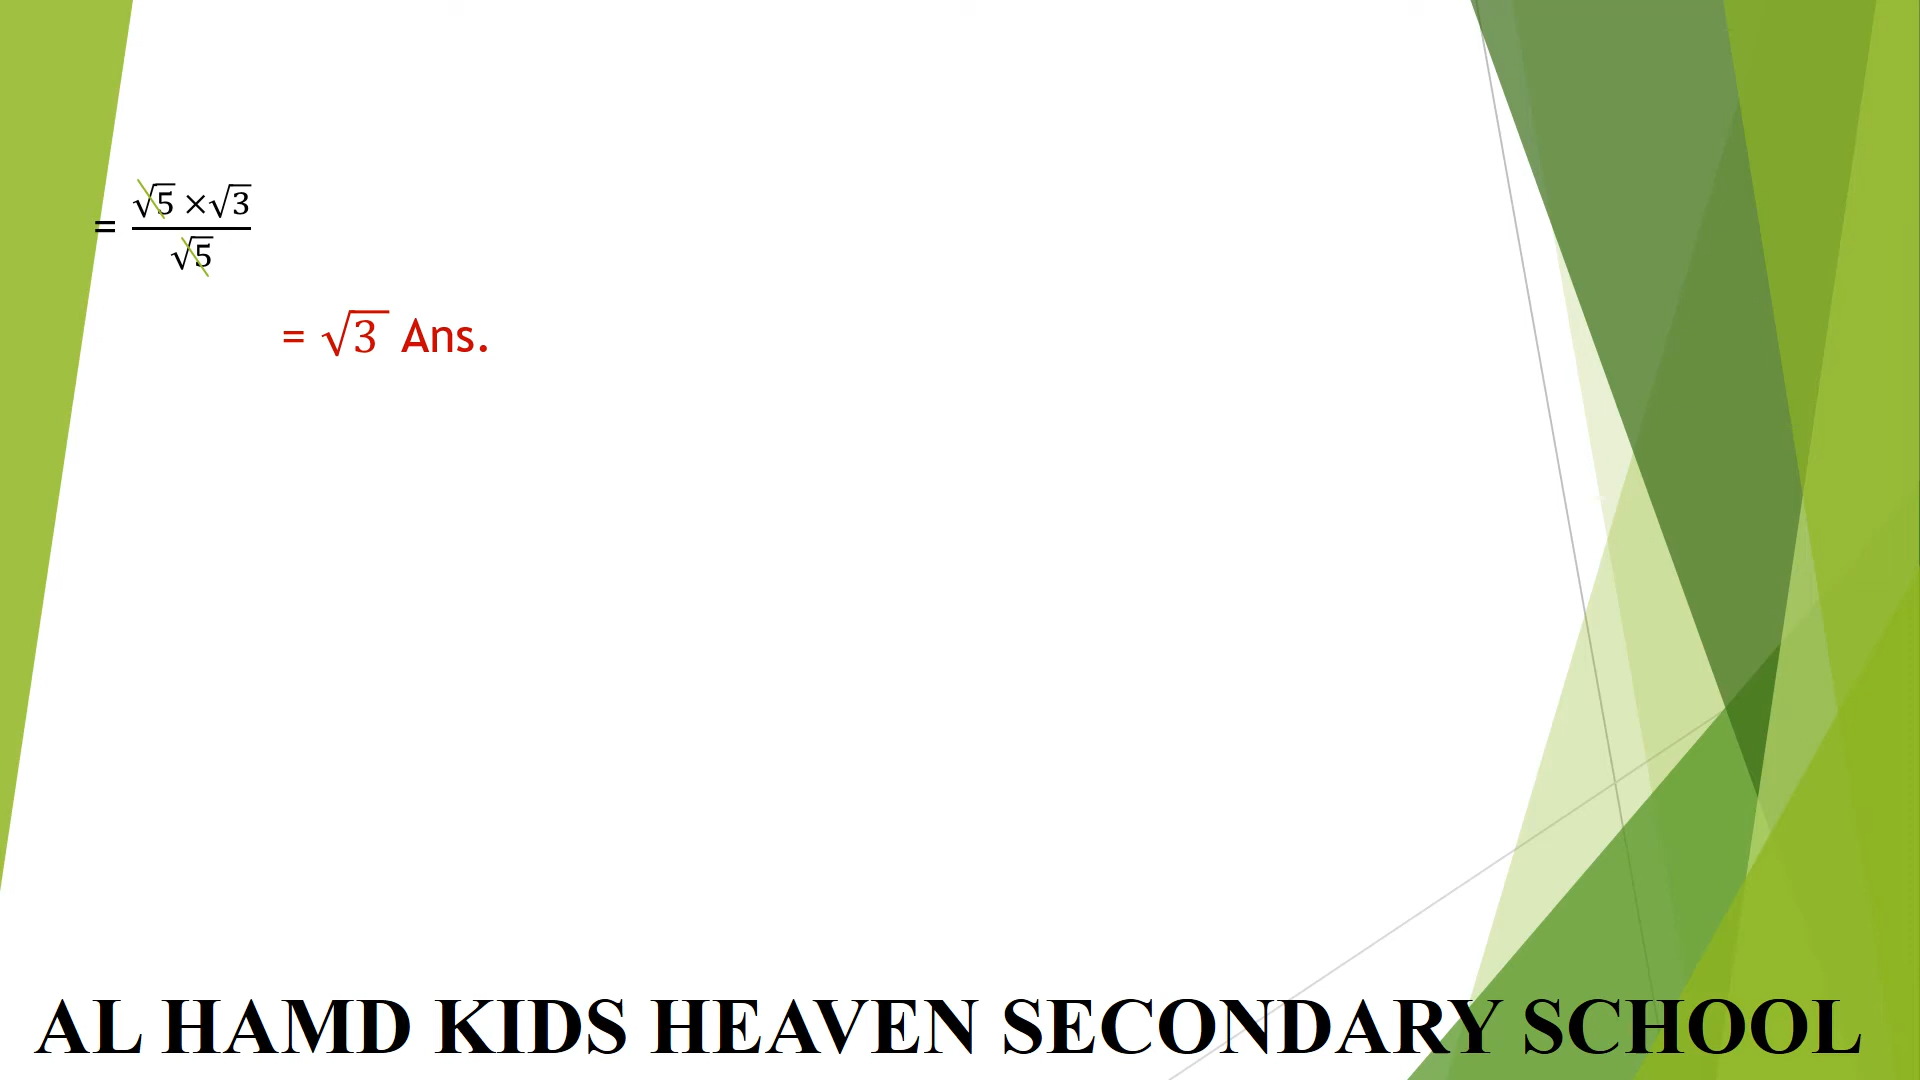 = √5 ×√3 / √5
= √3 Ans.
AL HAMD KIDS HEAVEN SECONDARY SCHOOL